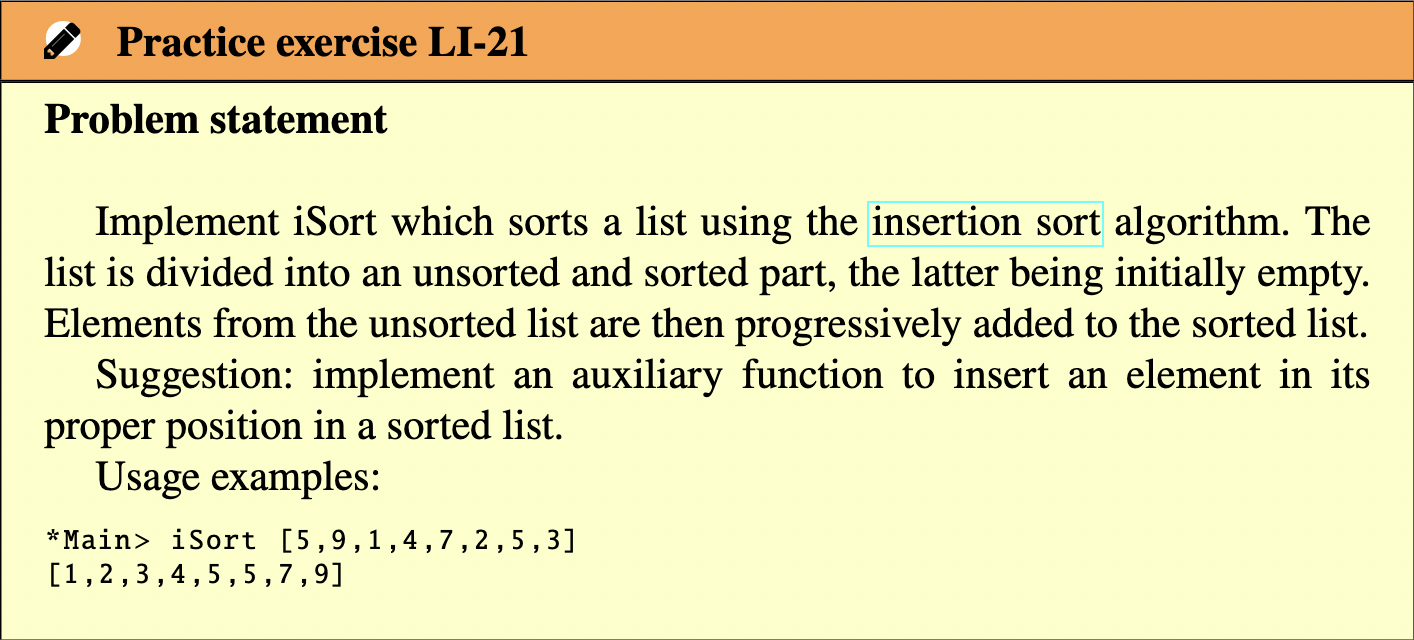 Practice exercise LI-21
Problem statement
Implement iSort which sorts a list using the insertion sort algorithm. The
list is divided into an unsorted and sorted part, the latter being initially empty.
Elements from the unsorted list are then progressively added to the sorted list.
Suggestion: implement an auxiliary function to insert an element in its
proper position in a sorted list.
Usage examples:
*Main> iSort [5,9,1,4,7,2,5,3]
[1,2,3,4,5,5,7,9]